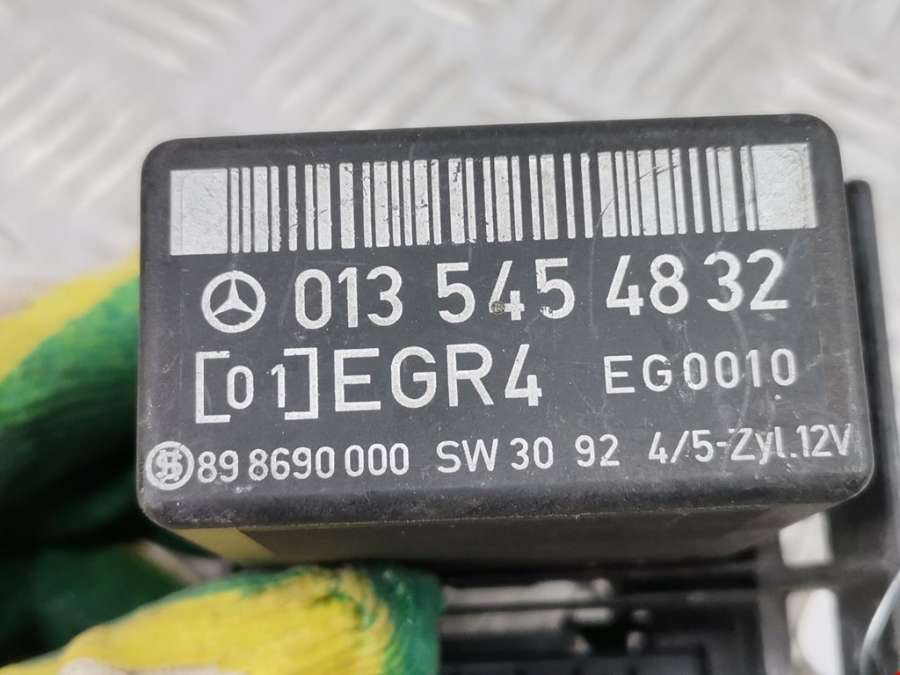 013 545 48 32
[01] EGR4 EG0010
89 8690 000 SW 30 92 4/5-Zyl.12V